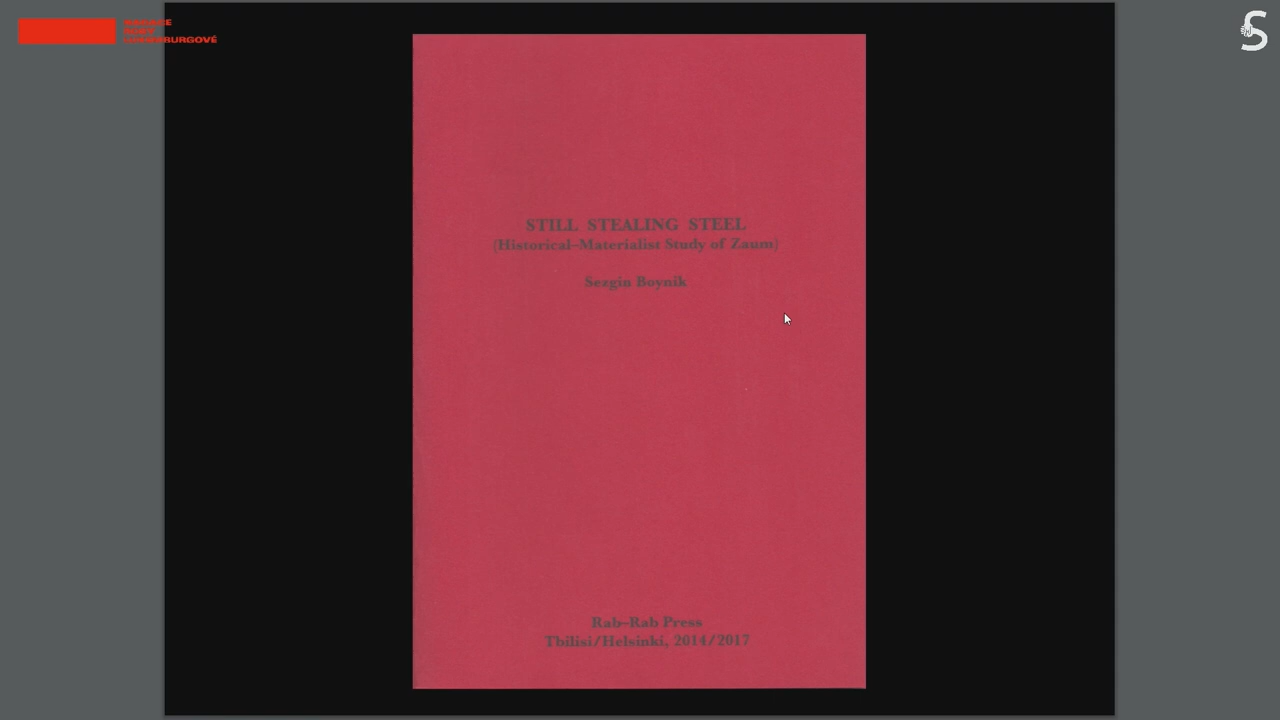 STILL STEALING STEEL
(Historical–Materialist Study of Zaum)
Sezgin Boynik
Rab–Rab Press
Tbilisi/Helsinki, 2014/2017